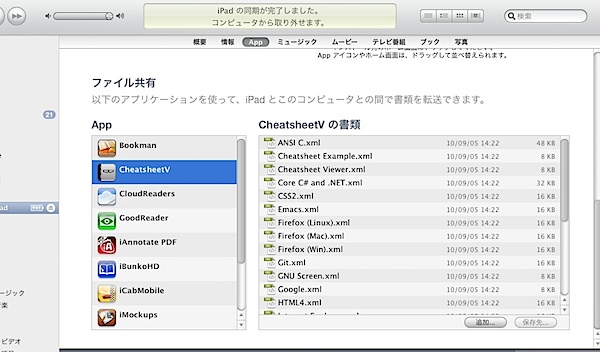 iPad の同期が完了しました。
コンピュータから取り外せます。
検索
概要 情報 App ミュージック ムービー テレビ番組 ブック 写真
App アイコンやホーム画面は、ドラッグして並べ替えられます。
ファイル共有
以下のアプリケーションを使って、iPad とこのコンピュータとの間で書類を転送できます。
21
App
Bookman
CheatsheetV
CloudReaders
GoodReader
iAnnotate PDF
iBunkoHD
iCabMobile
iMockups
CheatsheetV の書類
ANSI C.xml 10/09/05 14:22 48 KB
Cheatsheet Example.xml 10/09/05 14:22 8 KB
Cheatsheet Viewer.xml 10/09/05 14:22 8 KB
Core C# and .NET.xml 10/09/05 14:22 32 KB
CSS2.xml 10/09/05 14:22 16 KB
Emacs.xml 10/09/05 14:22 16 KB
Firefox (Linux).xml 10/09/05 14:22 16 KB
Firefox (Mac).xml 10/09/05 14:22 16 KB
Firefox (Win).xml 10/09/05 14:22 16 KB
Git.xml 10/09/05 14:22 16 KB
GNU Screen.xml 10/09/05 14:22 8 KB
Google.xml 10/09/05 14:22 8 KB
HTML4.xml 10/09/05 14:22 16 KB
追加... 保存先...
ad
ュージック
楽
ビデオ